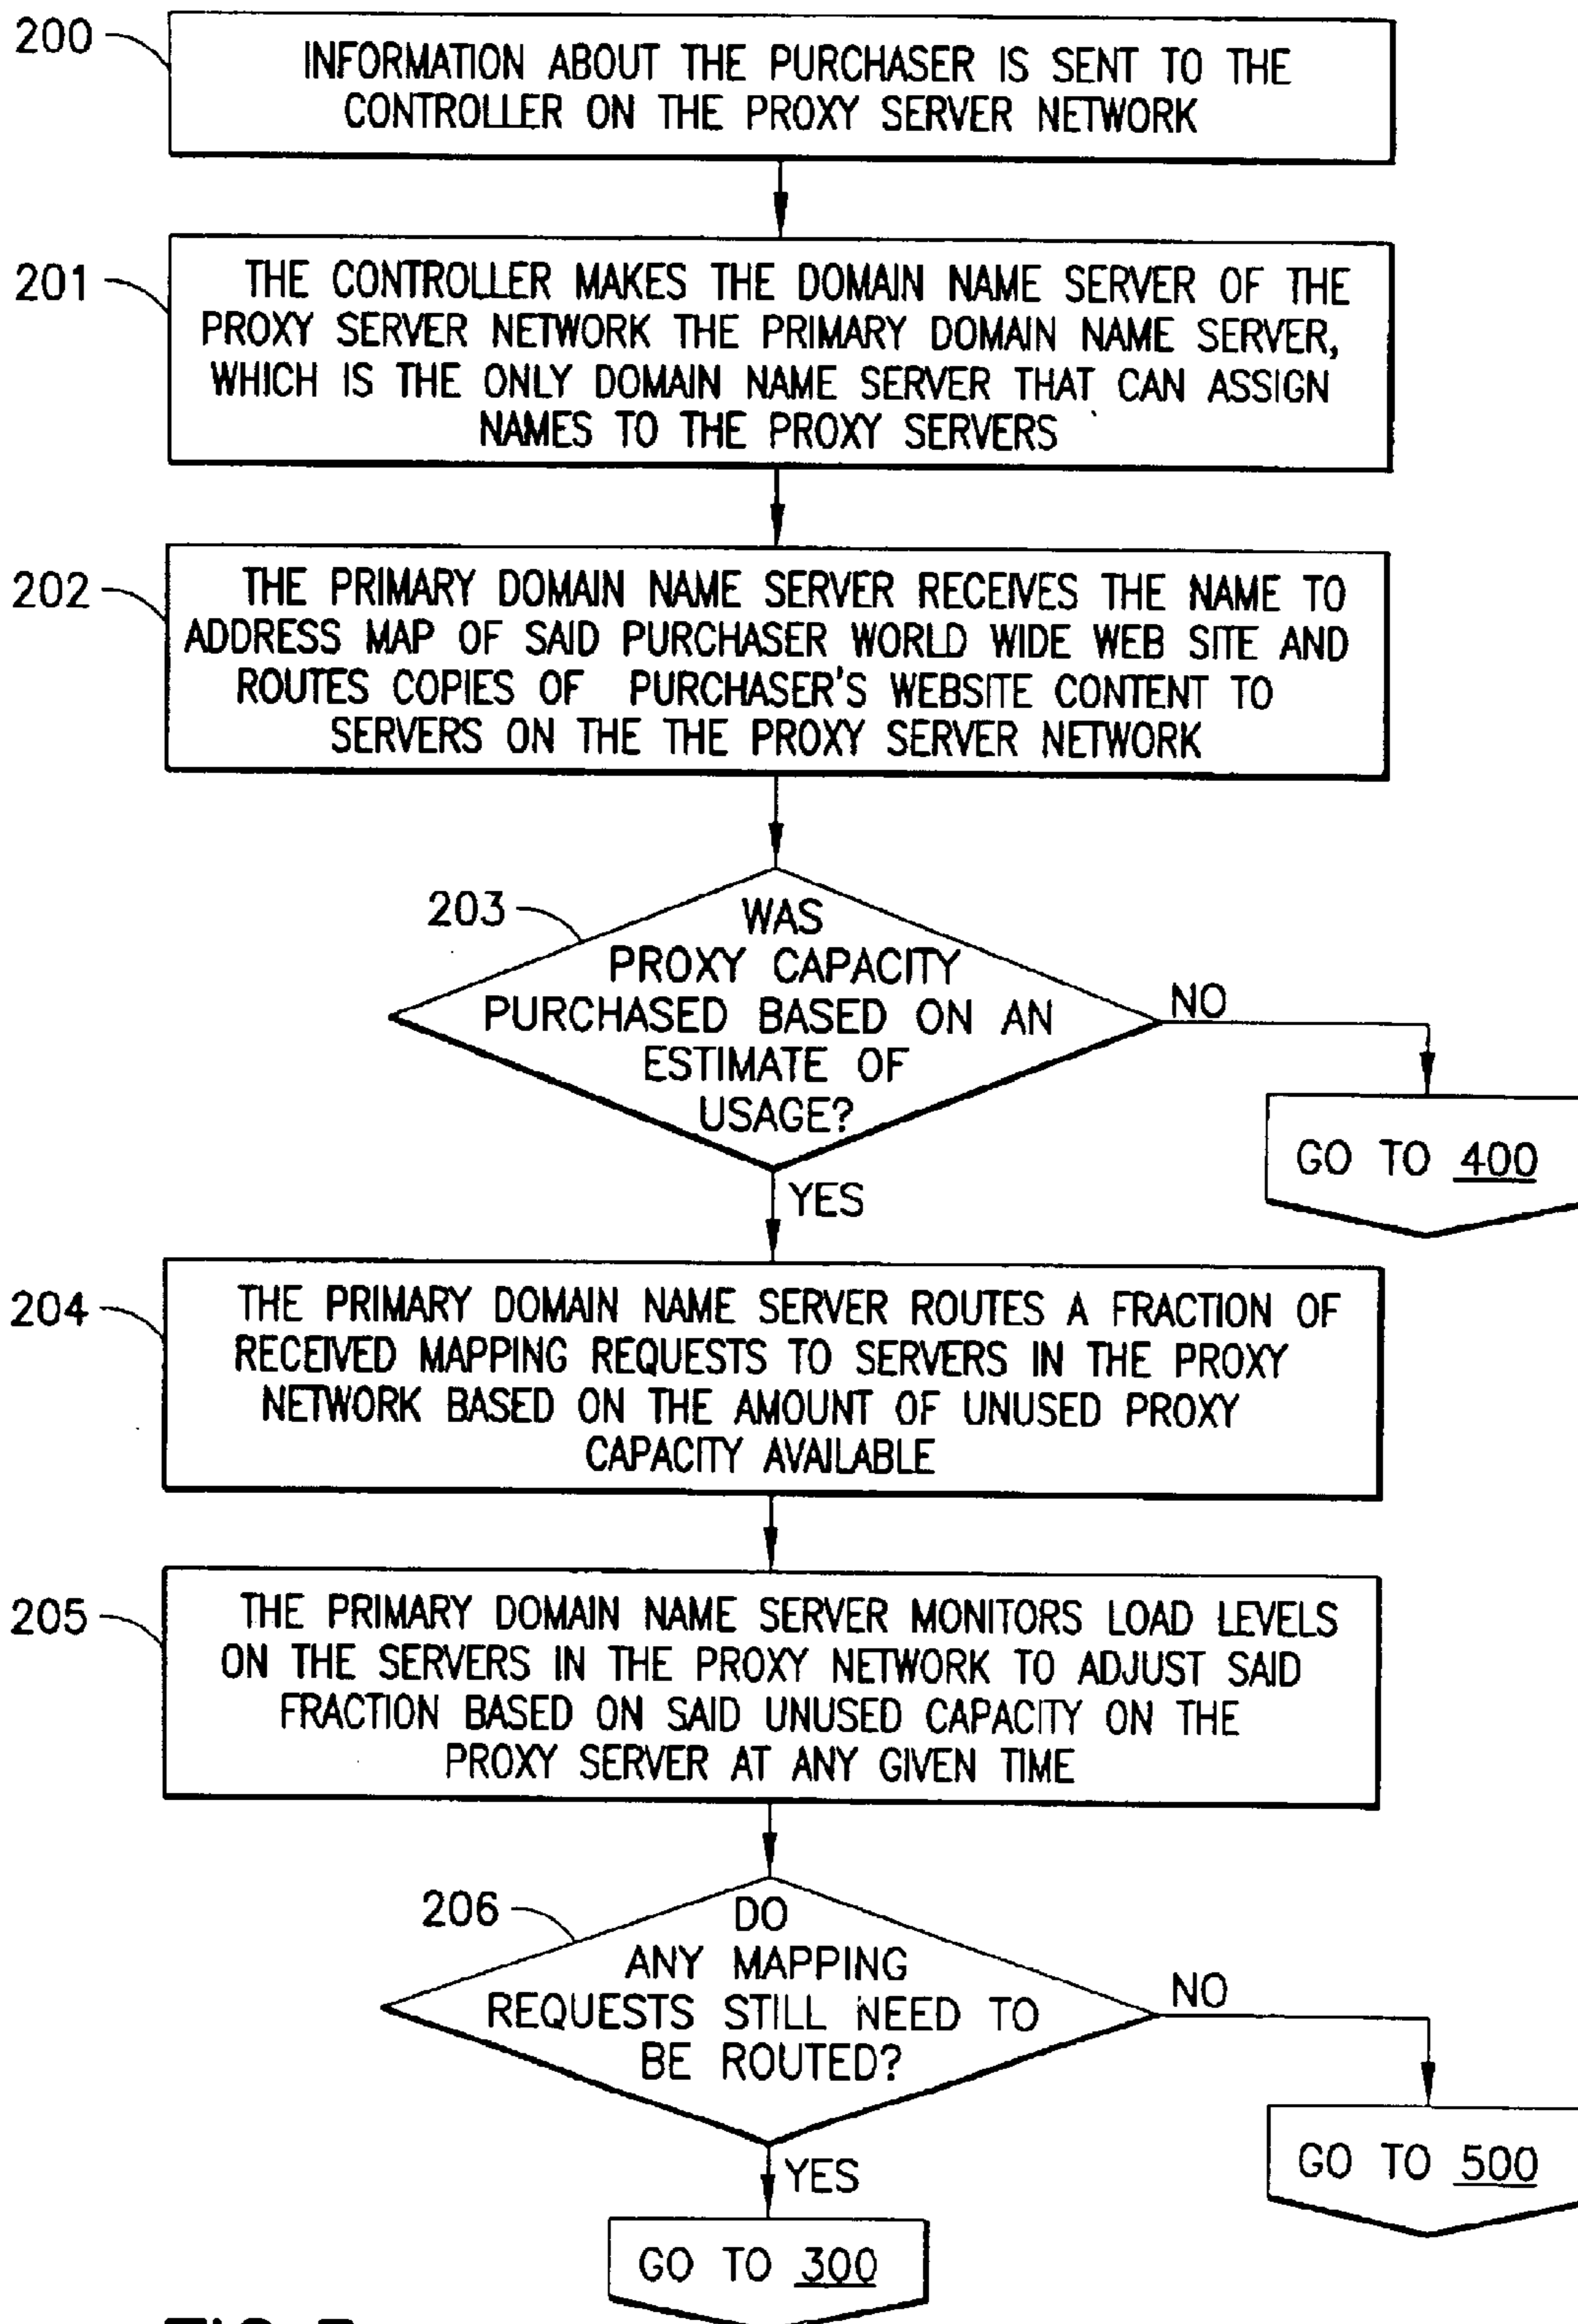 200
INFORMATION ABOUT THE PURCHASER IS SENT TO THE
CONTROLLER ON THE PROXY SERVER NETWORK
201
THE CONTROLLER MAKES THE DOMAIN NAME SERVER OF THE
PROXY SERVER NETWORK THE PRIMARY DOMAIN NAME SERVER,
WHICH IS THE ONLY DOMAIN NAME SERVER THAT CAN ASSIGN
NAMES TO THE PROXY SERVERS
202
THE PRIMARY DOMAIN NAME SERVER RECEIVES THE NAME TO
ADDRESS MAP OF SAID PURCHASER WORLD WIDE WEB SITE AND
ROUTES COPIES OF PURCHASER'S WEBSITE CONTENT TO
SERVERS ON THE THE PROXY SERVER NETWORK
203
WAS
PROXY CAPACITY
PURCHASED BASED ON AN
ESTIMATE OF
USAGE?
NO
GO TO 400
YES
204
THE PRIMARY DOMAIN NAME SERVER ROUTES A FRACTION OF
RECEIVED MAPPING REQUESTS TO SERVERS IN THE PROXY
NETWORK BASED ON THE AMOUNT OF UNUSED PROXY
CAPACITY AVAILABLE
205
THE PRIMARY DOMAIN NAME SERVER MONITORS LOAD LEVELS
ON THE SERVERS IN THE PROXY NETWORK TO ADJUST SAID
FRACTION BASED ON SAID UNUSED CAPACITY ON THE
PROXY SERVER AT ANY GIVEN TIME
206
DO
ANY MAPPING
REQUESTS STILL NEED TO
BE ROUTED?
NO
GO TO 500
YES
GO TO 300